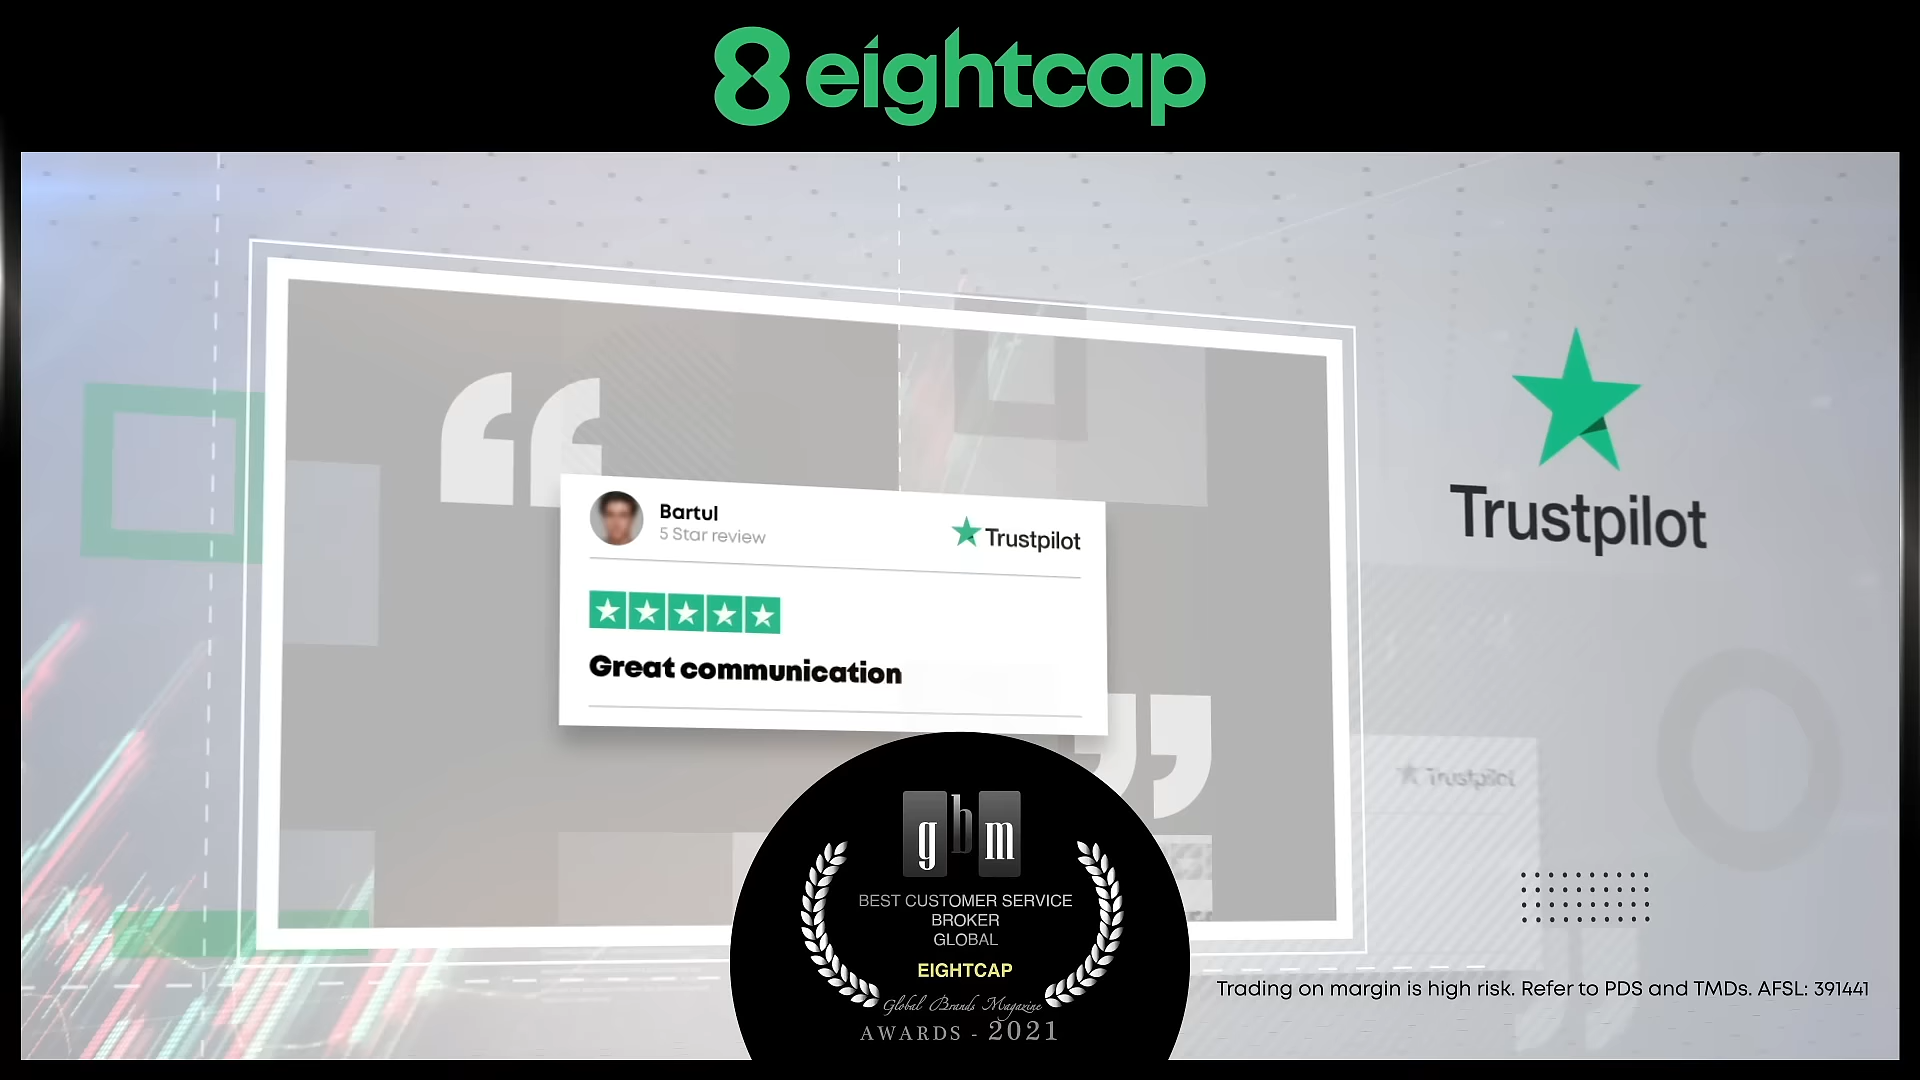 eightcap
Bartul
5 Star review
Trustpilot
Great communication
Trustpilot
Trustpilot
gbm
BEST CUSTOMER SERVICE
BROKER
GLOBAL
EIGHTCAP
Global Brands Magazine
AWARDS - 2021
Trading on margin is high risk. Refer to PDS and TMDs. AFSL: 391441